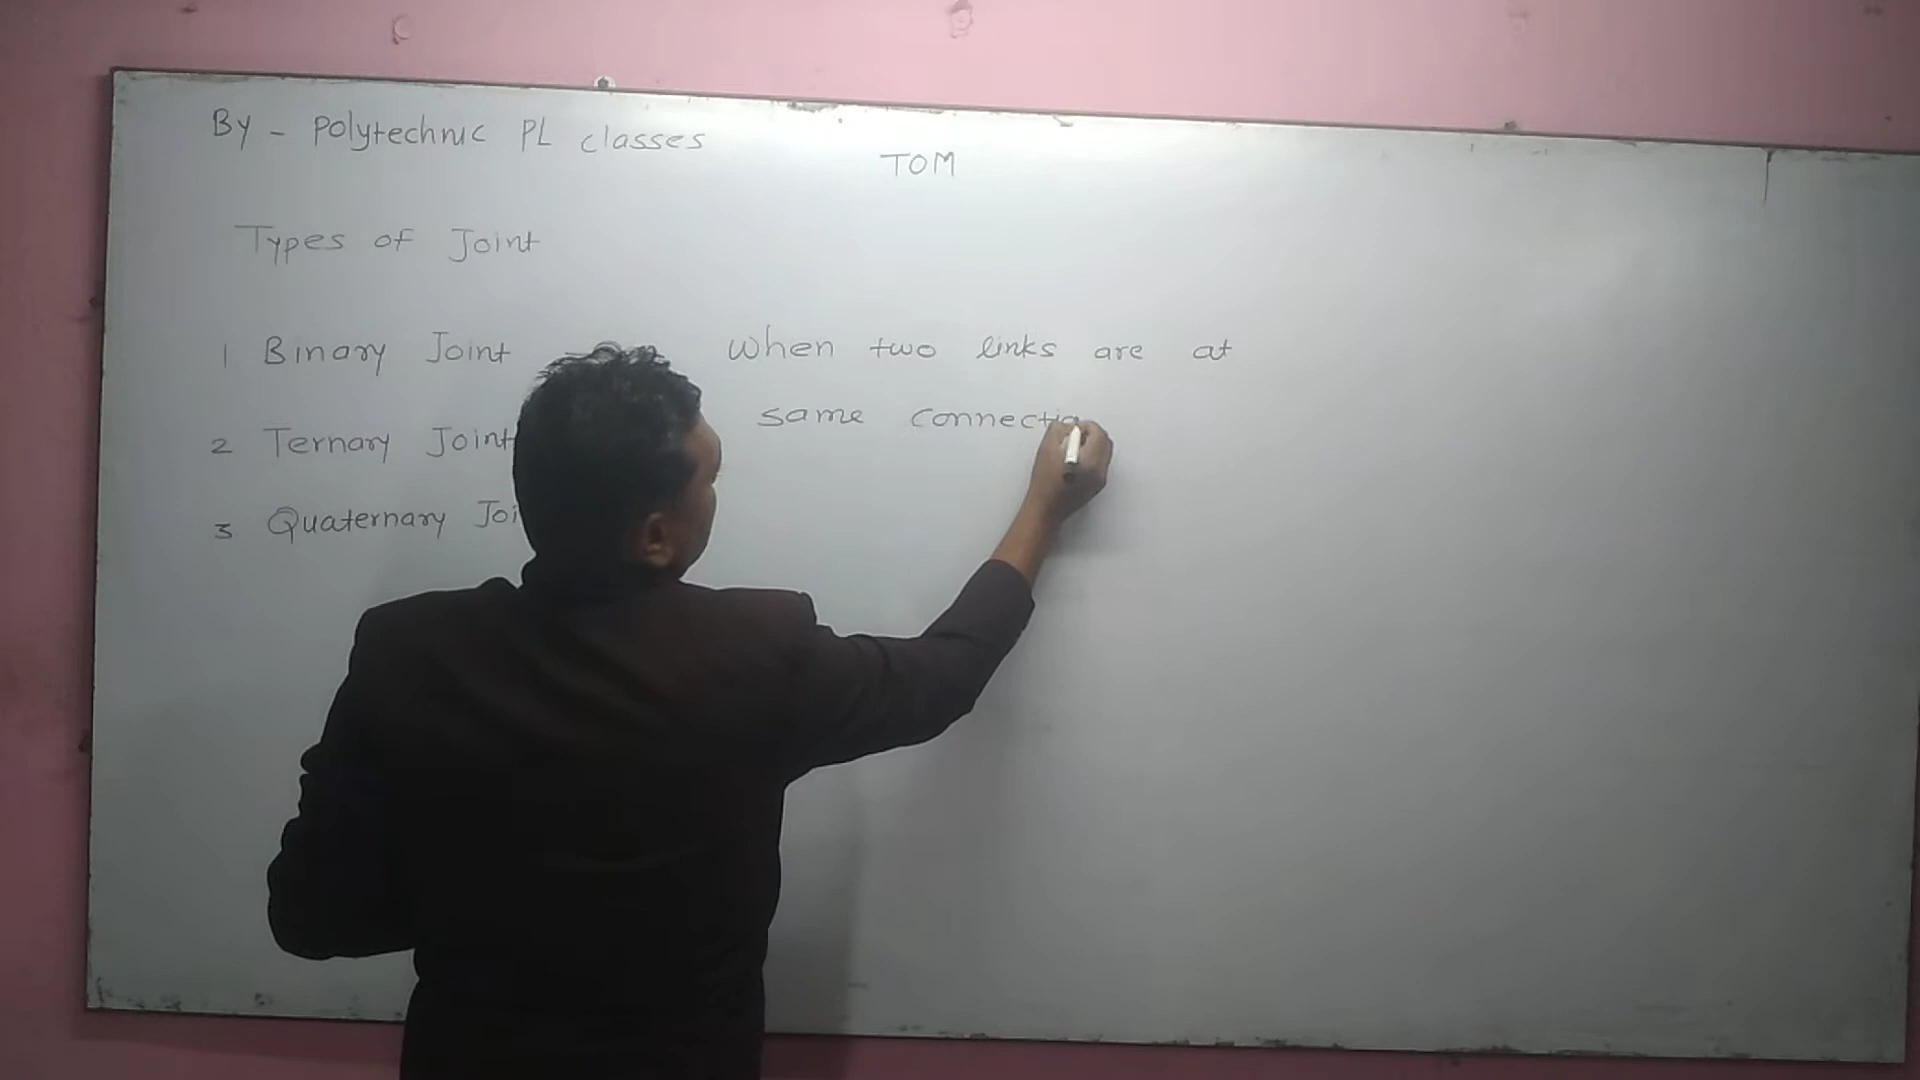 By - Polytechnic PL classes
TOM
Types of Joint
1 Binary Joint When two links are at
same
2 Ternary Joint
3 Quaternary